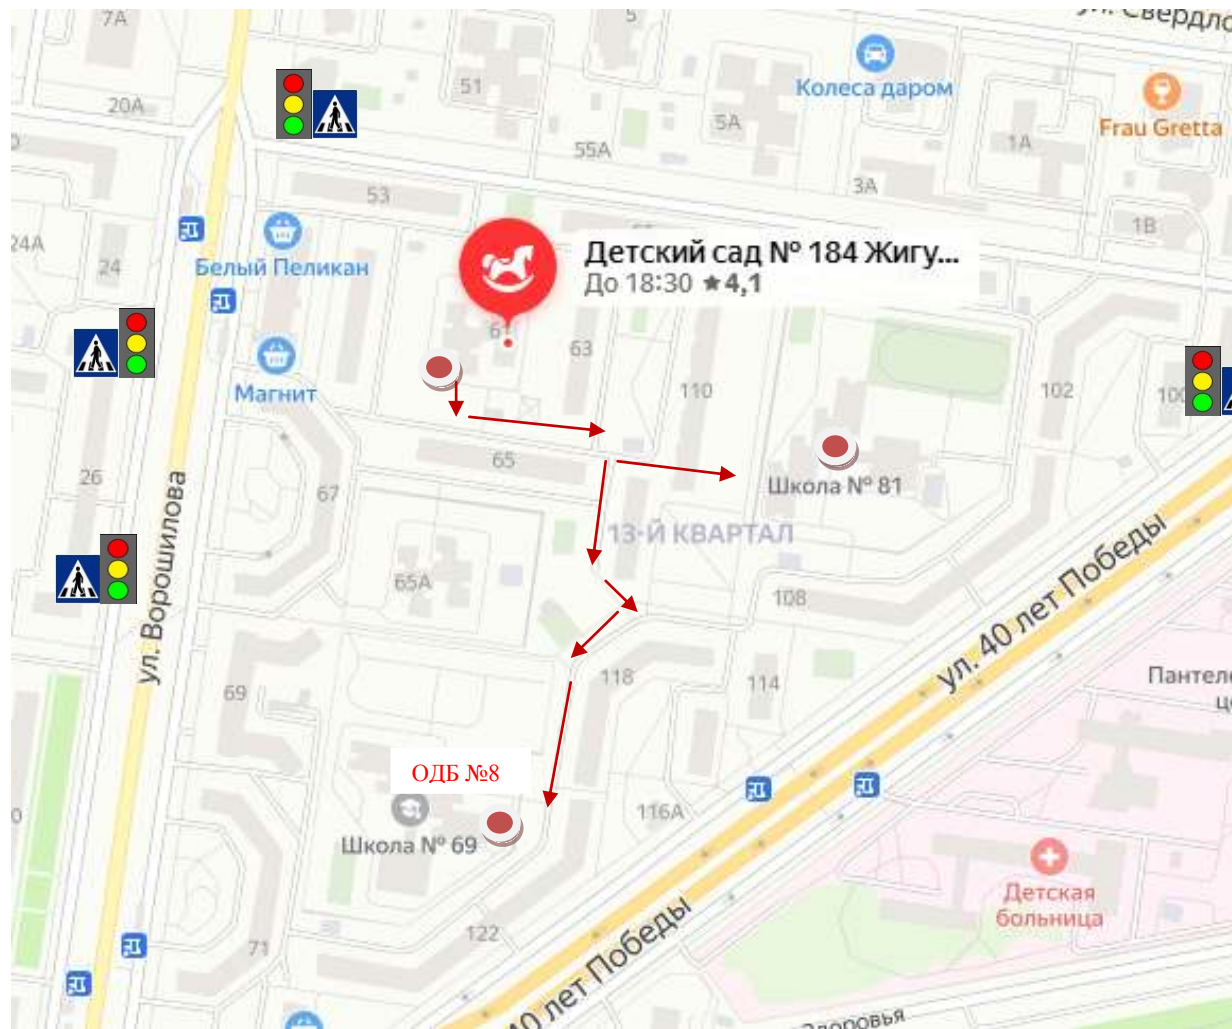 7А
5
ул. Свердло
51
Колеса даром
20А
5А
Frau Gretta
55А
1А
53
3А
1В
24А
24
Белый Пеликан
Детский сад № 184 Жигу...
До 18:30 ★4,1
61
63
Магнит
110
102
100
65
26
67
Школа № 81
ул. Ворошилова
13-Й КВАРТАЛ
65А
108
ул. 40 лет Победы
69
118
114
Пантеле
це
ОДБ №8
116А
Школа № 69
Детская
больница
71
122
40 лет Победы
Здоровья